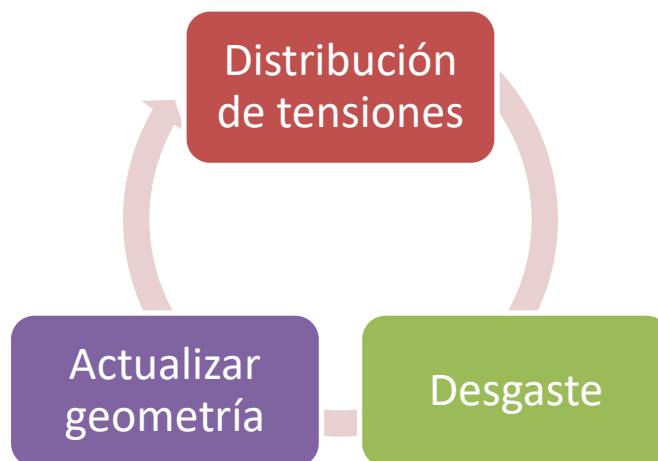 Distribución
de tensiones
Actualizar
geometría
Desgaste